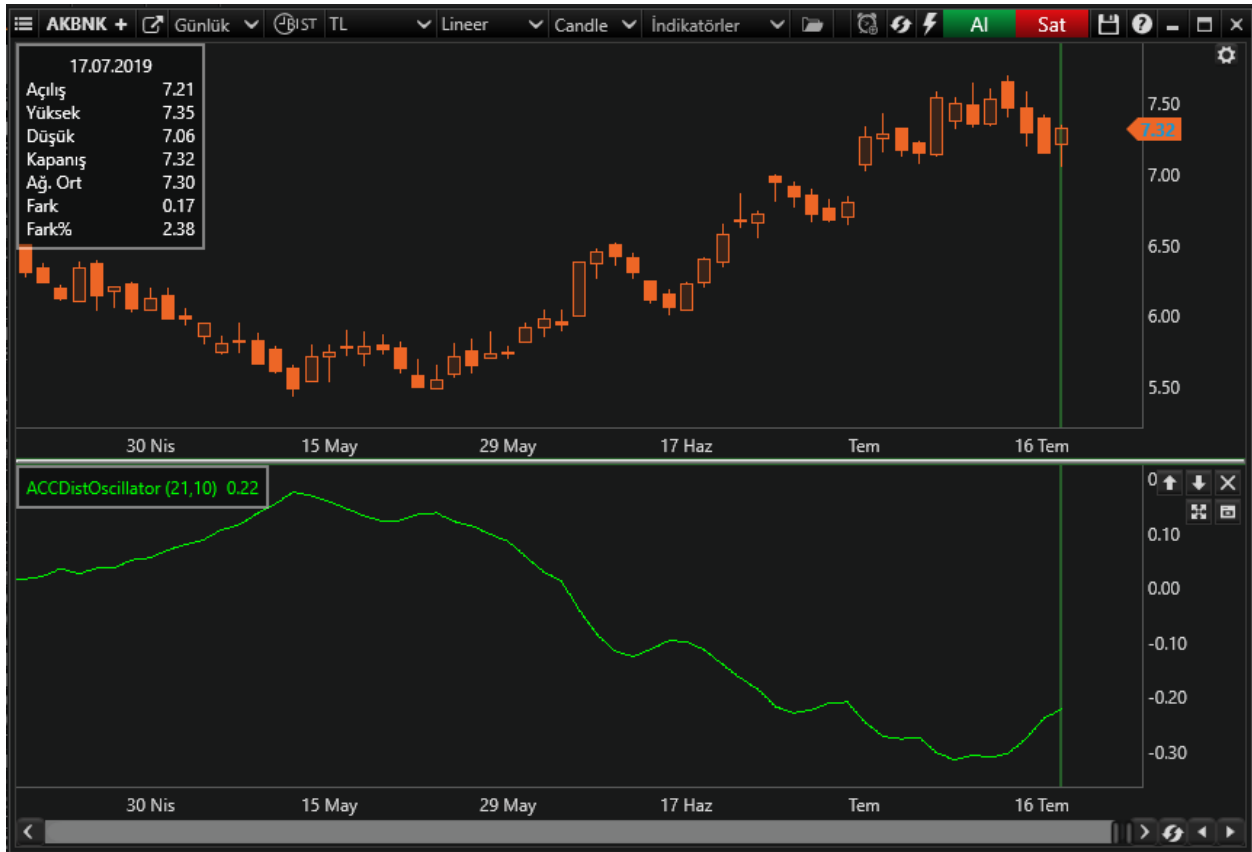 AKBNK + Günlük BIST TL Lineer Candle İndikatörler Al Sat
17.07.2019
Açılış 7.21
Yüksek 7.35
Düşük 7.06
Kapanış 7.32
Ağ. Ort 7.30
Fark 0.17
Fark% 2.38
7.50
7.32
7.00
6.50
6.00
5.50
30 Nis 15 May 29 May 17 Haz Tem 16 Tem
ACCDistOscillator (21,10) 0.22
0.10
0.00
-0.10
-0.20
-0.30
30 Nis 15 May 29 May 17 Haz Tem 16 Tem